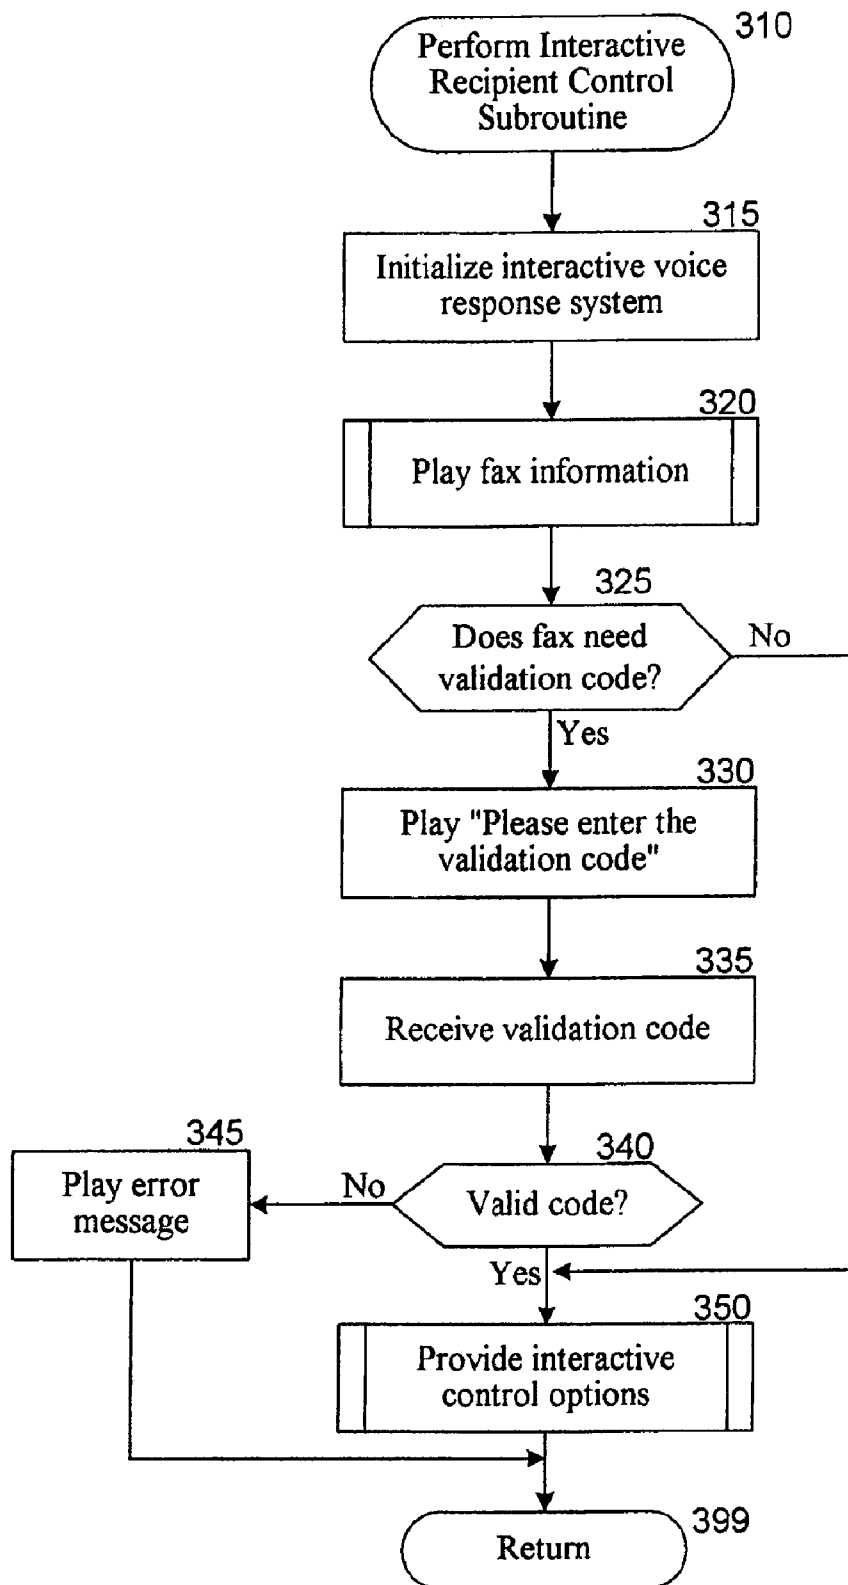 310
Perform Interactive
Recipient Control
Subroutine
315
Initialize interactive voice
response system
320
Play fax information
325
Does fax need
validation code?
No
Yes
330
Play "Please enter the
validation code"
335
Receive validation code
345
Play error
message
No
340
Valid code?
Yes
350
Provide interactive
control options
399
Return